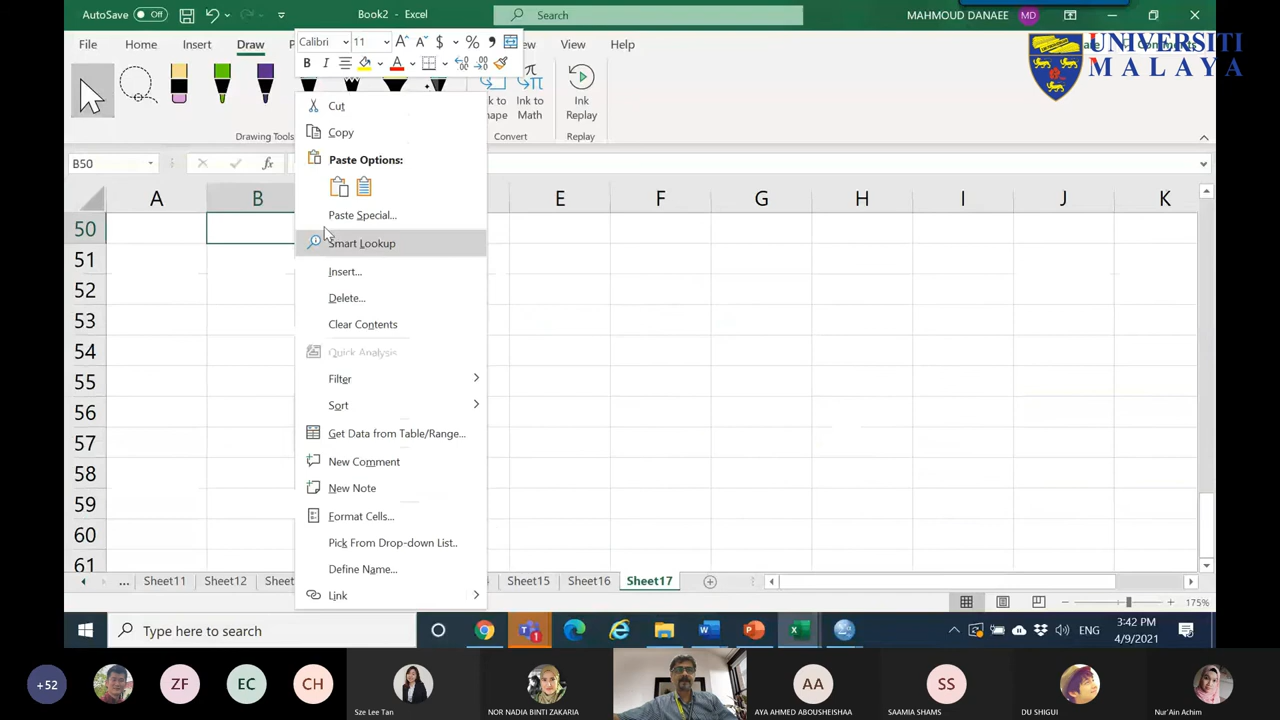 AutoSave Off
Book2 - Excel
Search
MAHMOUD DANAEE MD
File Home Insert Draw View Help
UNIVERSITI
MALAYA
Calibri 11
Drawing Tools
Ink to Math
Convert
Ink
Replay
Replay
B50
A B E F G H I J K
50
51
52
53
54
55
56
57
58
59
60
61
Cut
Copy
Paste Options:
Paste Special...
Smart Lookup
Insert...
Delete...
Clear Contents
Quick Analysis
Filter
Sort
Get Data from Table/Range...
New Comment
New Note
Format Cells...
Pick From Drop-down List..
Define Name...
Link
... Sheet11 Sheet12 Sheet15 Sheet16 Sheet17
175%
Type here to search
ENG
3:42 PM
4/9/2021
+52 ZF EC CH AA SS
Sze Lee Tan
NOR NADIA BINTI ZAKARIA
AYA AHMED ABOUSHEISHAA
SAAMIA SHAMS
DU SHIGUI
Nur'Ain Achim